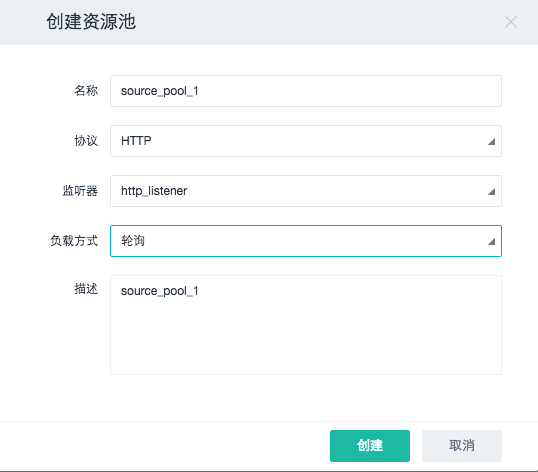 创建资源池
名称 source_pool_1
协议 HTTP
监听器 http_listener
负载方式 轮询
描述 source_pool_1
创建 取消